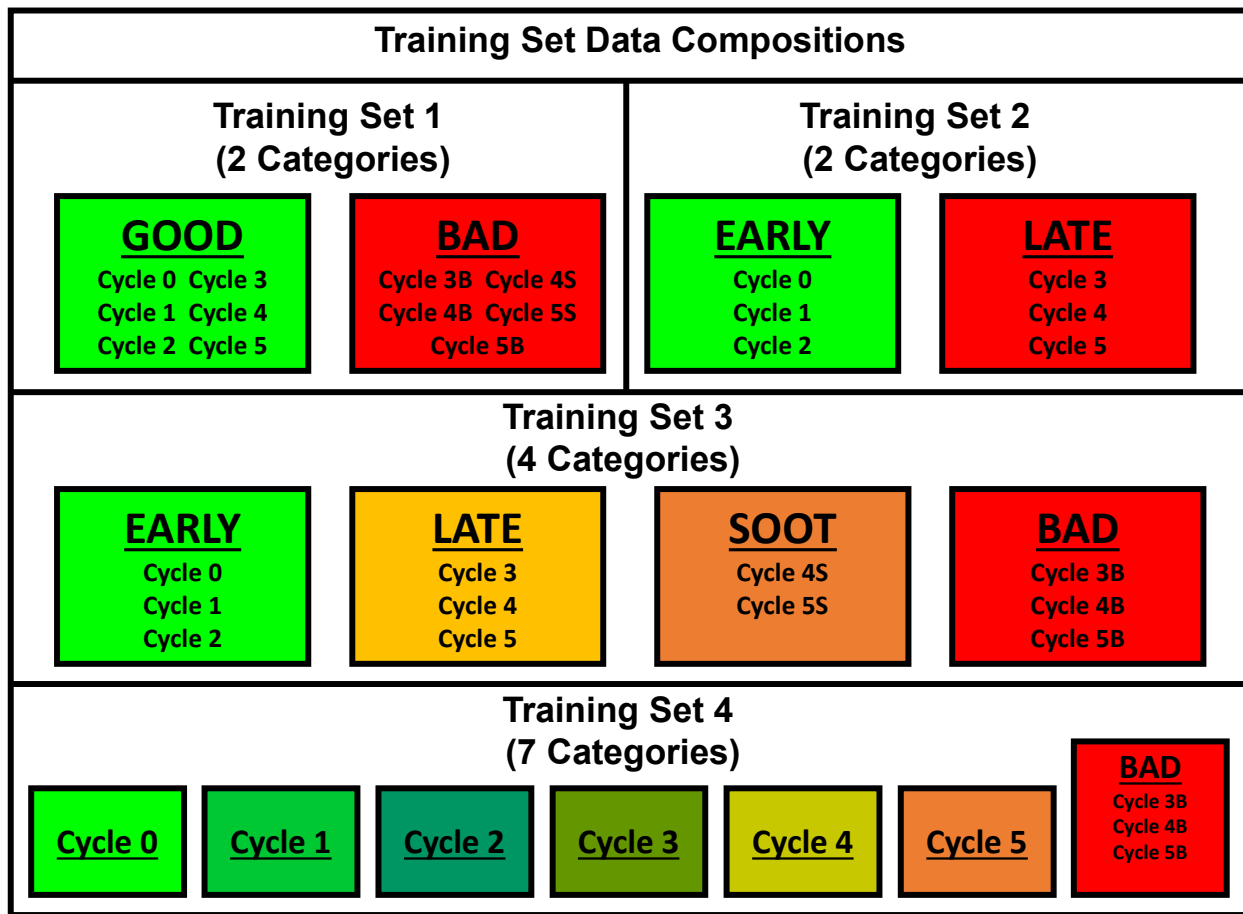 Training Set Data Compositions
Training Set 1
(2 Categories)
GOOD
Cycle 0 Cycle 3
Cycle 1 Cycle 4
Cycle 2 Cycle 5
BAD
Cycle 3B Cycle 4S
Cycle 4B Cycle 5S
Cycle 5B
Training Set 2
(2 Categories)
EARLY
Cycle 0
Cycle 1
Cycle 2
LATE
Cycle 3
Cycle 4
Cycle 5
Training Set 3
(4 Categories)
EARLY
Cycle 0
Cycle 1
Cycle 2
LATE
Cycle 3
Cycle 4
Cycle 5
SOOT
Cycle 4S
Cycle 5S
BAD
Cycle 3B
Cycle 4B
Cycle 5B
Training Set 4
(7 Categories)
Cycle 0
Cycle 1
Cycle 2
Cycle 3
Cycle 4
Cycle 5
BAD
Cycle 3B
Cycle 4B
Cycle 5B